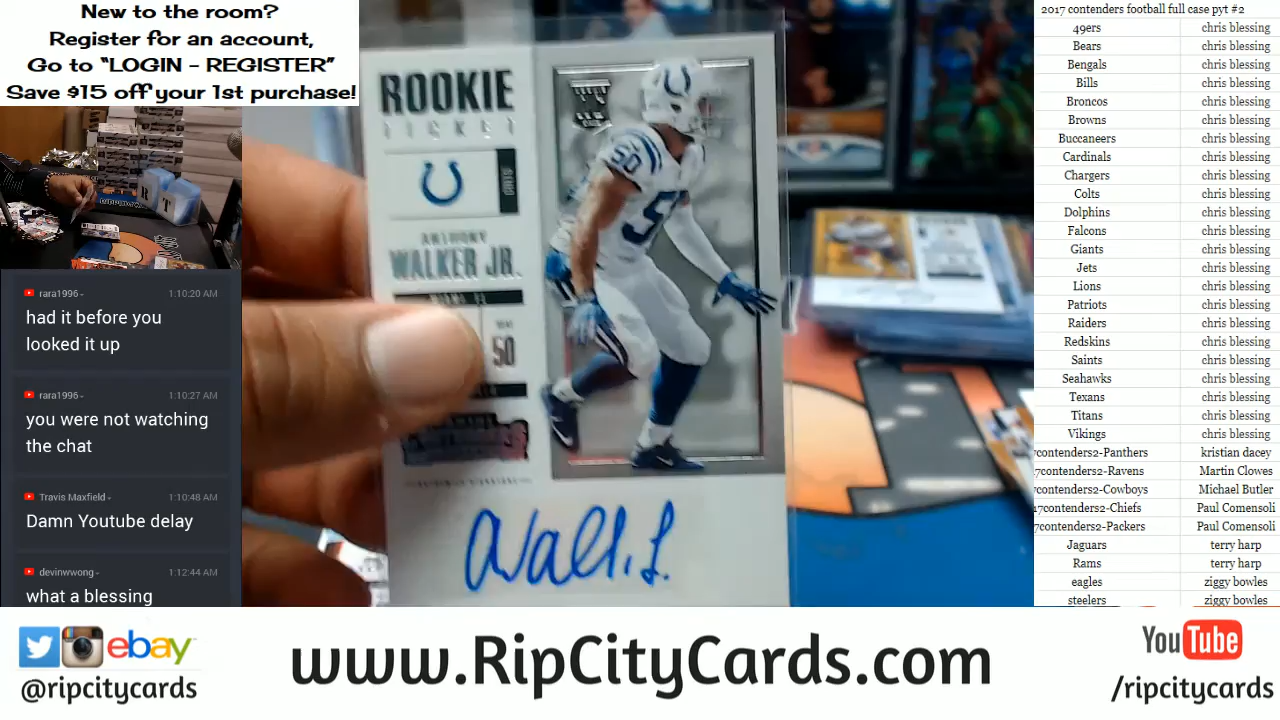 New to the room?
Register for an account,
Go to "LOGIN - REGISTER"
Save $15 off your 1st purchase!
rara1996- 1:10:20 AM
had it before you
looked it up
rara1996- 1:10:27 AM
you were not watching
the chat
Travis Maxfield- 1:10:48 AM
Damn Youtube delay
devinwwong- 1:12:44 AM
what a blessing
ROOKIE
TICKET
ANTHONY
WALKER JR.
50
2017 contenders football full case pyt #2
49ers chris blessing
Bears chris blessing
Bengals chris blessing
Bills chris blessing
Broncos chris blessing
Browns chris blessing
Buccaneers chris blessing
Cardinals chris blessing
Chargers chris blessing
Colts chris blessing
Dolphins chris blessing
Falcons chris blessing
Giants chris blessing
Jets chris blessing
Lions chris blessing
Patriots chris blessing
Raiders chris blessing
Redskins chris blessing
Saints chris blessing
Seahawks chris blessing
Texans chris blessing
Titans chris blessing
Vikings chris blessing
7contenders2-Panthers kristan dacey
17contenders2-Ravens Martin Clowes
7contenders2-Cowboys Michael Butler
17contenders2-Chiefs Paul Comensoli
7contenders2-Packers Paul Comensoli
Jaguars terry harp
Rams terry harp
eagles ziggy bowles
steelers ziggy bowles
ebay
@ripcitycards
www.RipCityCards.com
YouTube
/ripcitycards